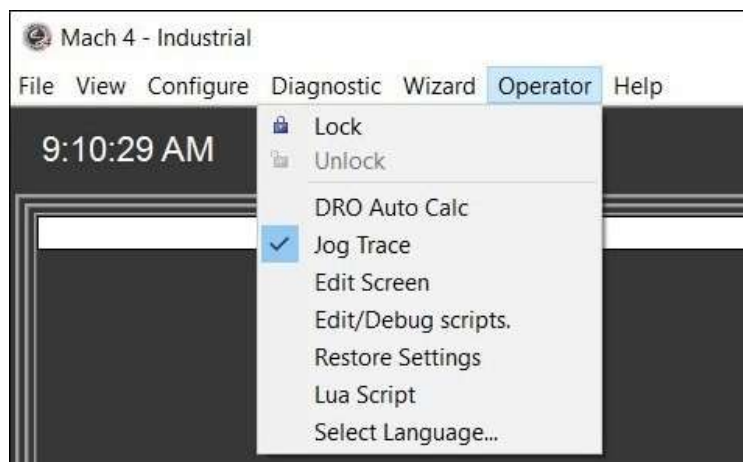 Mach 4 - Industrial
File View Configure Diagnostic Wizard Operator Help
9:10:29 AM
Lock
Unlock
DRO Auto Calc
Jog Trace
Edit Screen
Edit/Debug scripts.
Restore Settings
Lua Script
Select Language...